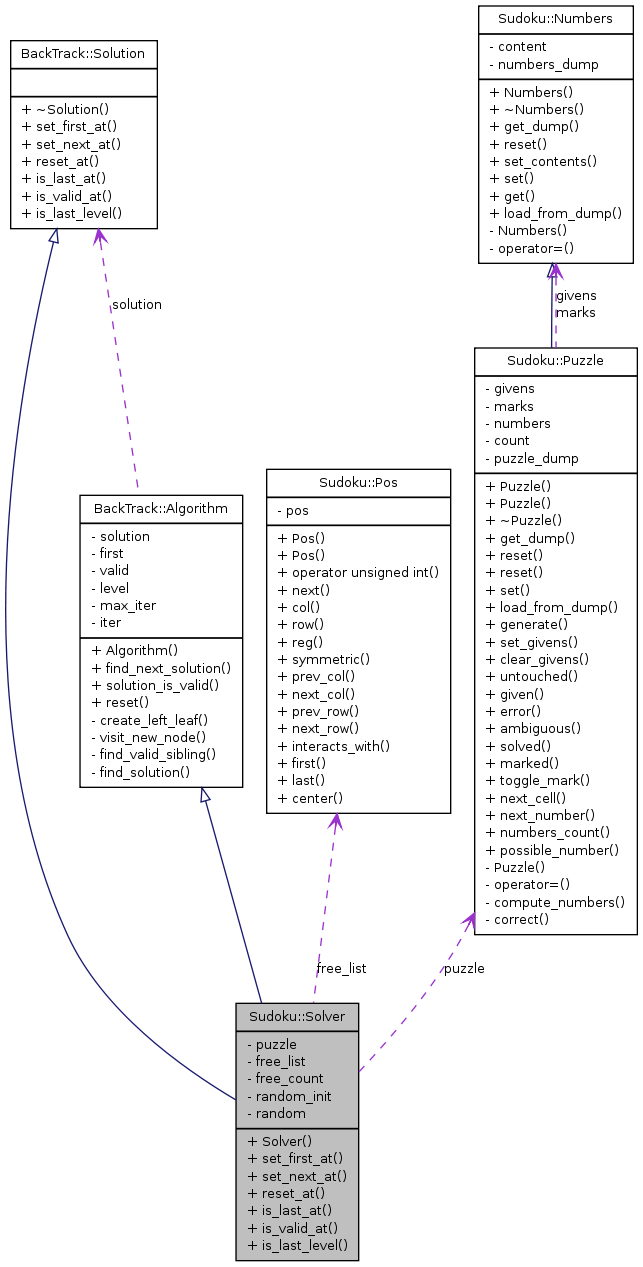 BackTrack::Solution
+ ~Solution()
+ set_first_at()
+ set_next_at()
+ reset_at()
+ is_last_at()
+ is_valid_at()
+ is_last_level()
Sudoku::Numbers
- content
- numbers_dump
+ Numbers()
+ ~Numbers()
+ get_dump()
+ reset()
+ set_contents()
+ set()
+ get()
+ load_from_dump()
- Numbers()
- operator=()
solution
givens
marks
BackTrack::Algorithm
- solution
- first
- valid
- level
- max_iter
- iter
+ Algorithm()
+ find_next_solution()
+ solution_is_valid()
+ reset()
- create_left_leaf()
- visit_new_node()
- find_valid_sibling()
- find_solution()
Sudoku::Pos
- pos
+ Pos()
+ Pos()
+ operator unsigned int()
+ next()
+ col()
+ row()
+ reg()
+ symmetric()
+ prev_col()
+ next_col()
+ prev_row()
+ next_row()
+ interacts_with()
+ first()
+ last()
+ center()
Sudoku::Puzzle
- givens
- marks
- numbers
- count
- puzzle_dump
+ Puzzle()
+ Puzzle()
+ ~Puzzle()
+ get_dump()
+ reset()
+ reset()
+ set()
+ load_from_dump()
+ generate()
+ set_givens()
+ clear_givens()
+ untouched()
+ given()
+ error()
+ ambiguous()
+ solved()
+ marked()
+ toggle_mark()
+ next_cell()
+ next_number()
+ numbers_count()
+ possible_number()
- Puzzle()
- operator=()
- compute_numbers()
- correct()
free_list
puzzle
Sudoku::Solver
- puzzle
- free_list
- free_count
- random_init
- random
+ Solver()
+ set_first_at()
+ set_next_at()
+ reset_at()
+ is_last_at()
+ is_valid_at()
+ is_last_level()